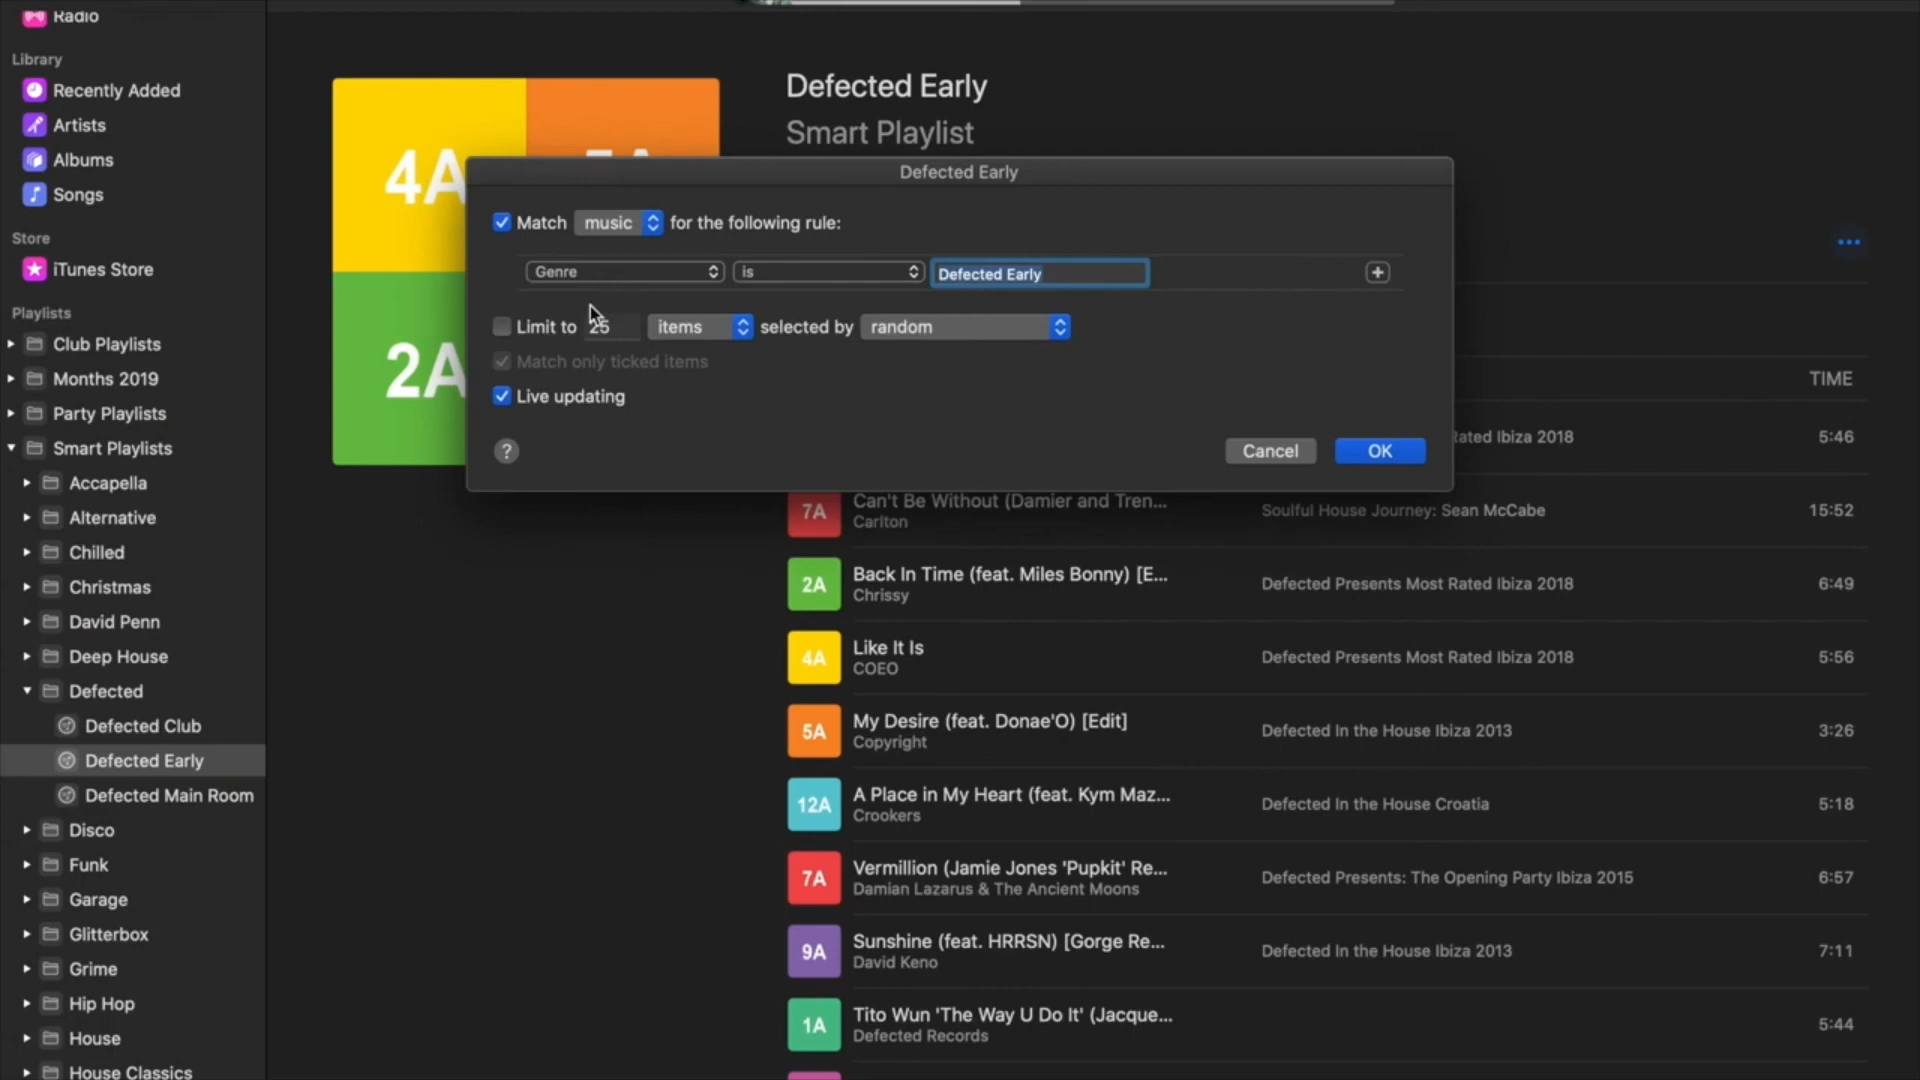 Radio
Library
Recently Added
Artists
Albums
Songs
Store
iTunes Store
Playlists
Club Playlists
Months 2019
Party Playlists
Smart Playlists
Accapella
Alternative
Chilled
Christmas
David Penn
Deep House
Defected
Defected Club
Defected Early
Defected Main Room
Disco
Funk
Garage
Glitterbox
Grime
Hip Hop
House
House Classics
4A
2A
Defected Early
Smart Playlist
Defected Early
Match music for the following rule:
Genre is Defected Early
Limit to 25 items selected by random
Match only ticked items
Live updating
? Cancel OK
TIME
Rated Ibiza 2018 5:46
7A Can't Be Without (Damier and Tren... Soulful House Journey: Sean McCabe 15:52
Carlton
2A Back In Time (feat. Miles Bonny) [E... Defected Presents Most Rated Ibiza 2018 6:49
Chrissy
4A Like It Is Defected Presents Most Rated Ibiza 2018 5:56
COEO
5A My Desire (feat. Donae'O) [Edit] Defected In the House Ibiza 2013 3:26
Copyright
12A A Place in My Heart (feat. Kym Maz... Defected In the House Croatia 5:18
Crookers
7A Vermillion (Jamie Jones 'Pupkit' Re... Defected Presents: The Opening Party Ibiza 2015 6:57
Damian Lazarus & The Ancient Moons
9A Sunshine (feat. HRRSN) [Gorge Re... Defected In the House Ibiza 2013 7:11
David Keno
1A Tito Wun 'The Way U Do It' (Jacque... 5:44
Defected Records